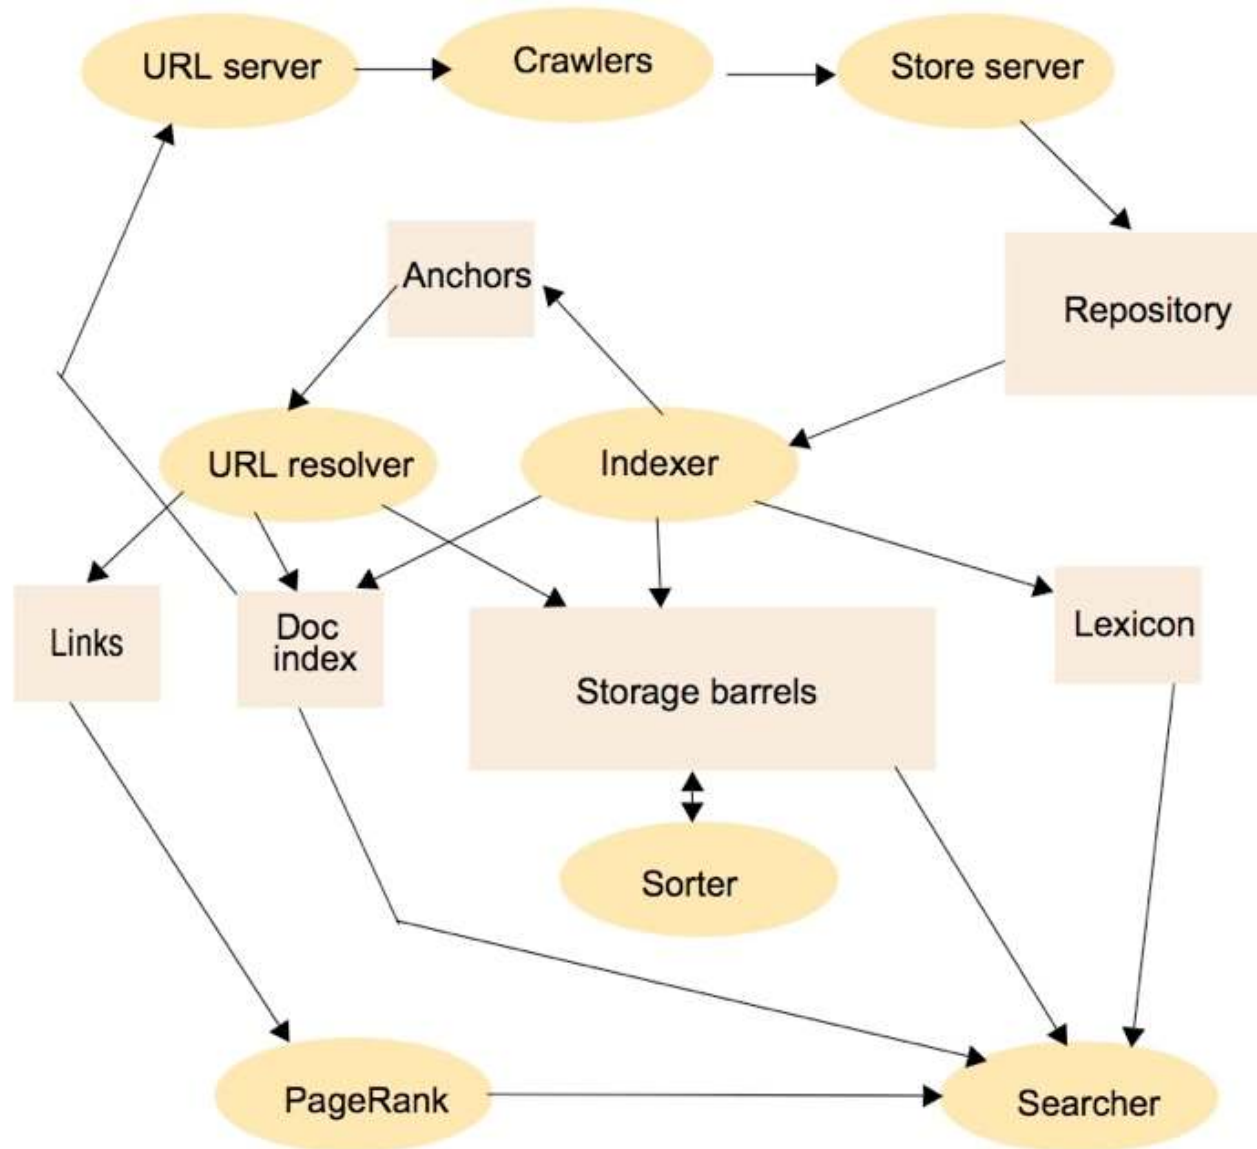 URL server
Crawlers
Store server
Anchors
Repository
URL resolver
Indexer
Links
Doc
index
Storage barrels
Lexicon
Sorter
PageRank
Searcher